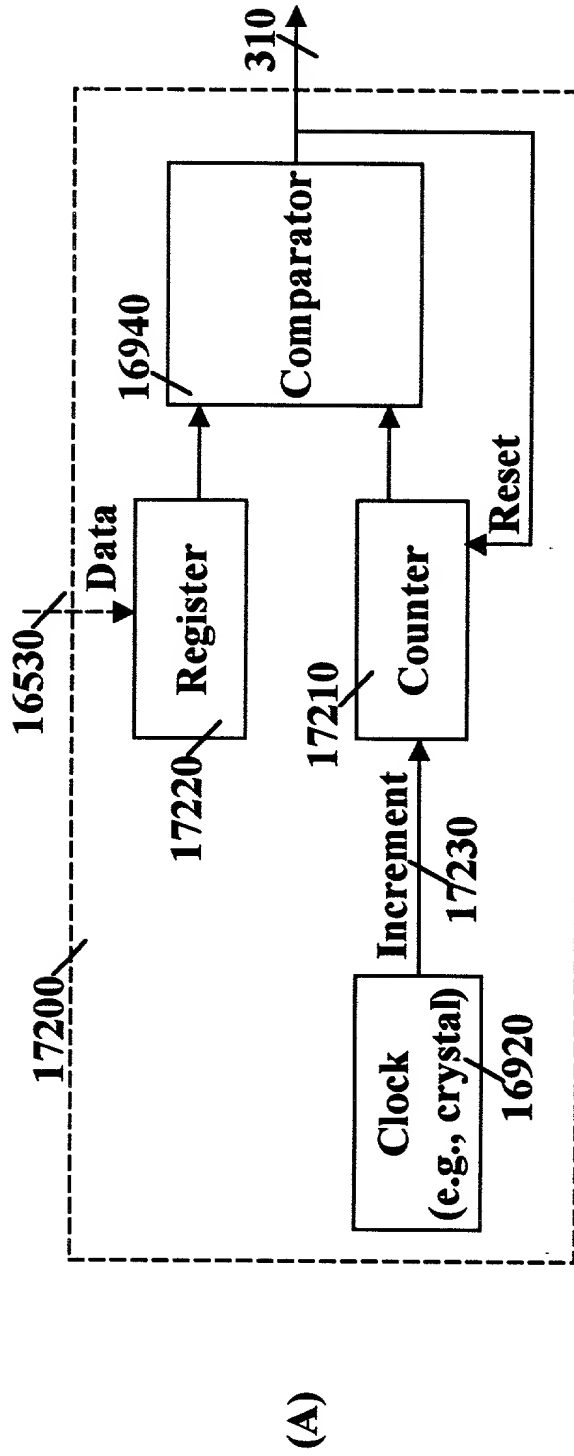 (A)
17200
16530
Data
17220
Register
16940
Comparator
310
Clock
(e.g., crystal)
16920
Increment
17230
17210
Counter
Reset